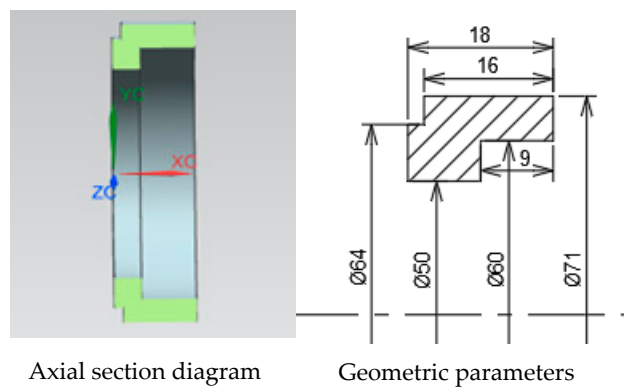 18
16
9
YC
XC
ZC
Ø64
Ø50
Ø60
Ø71
Axial section diagram
Geometric parameters